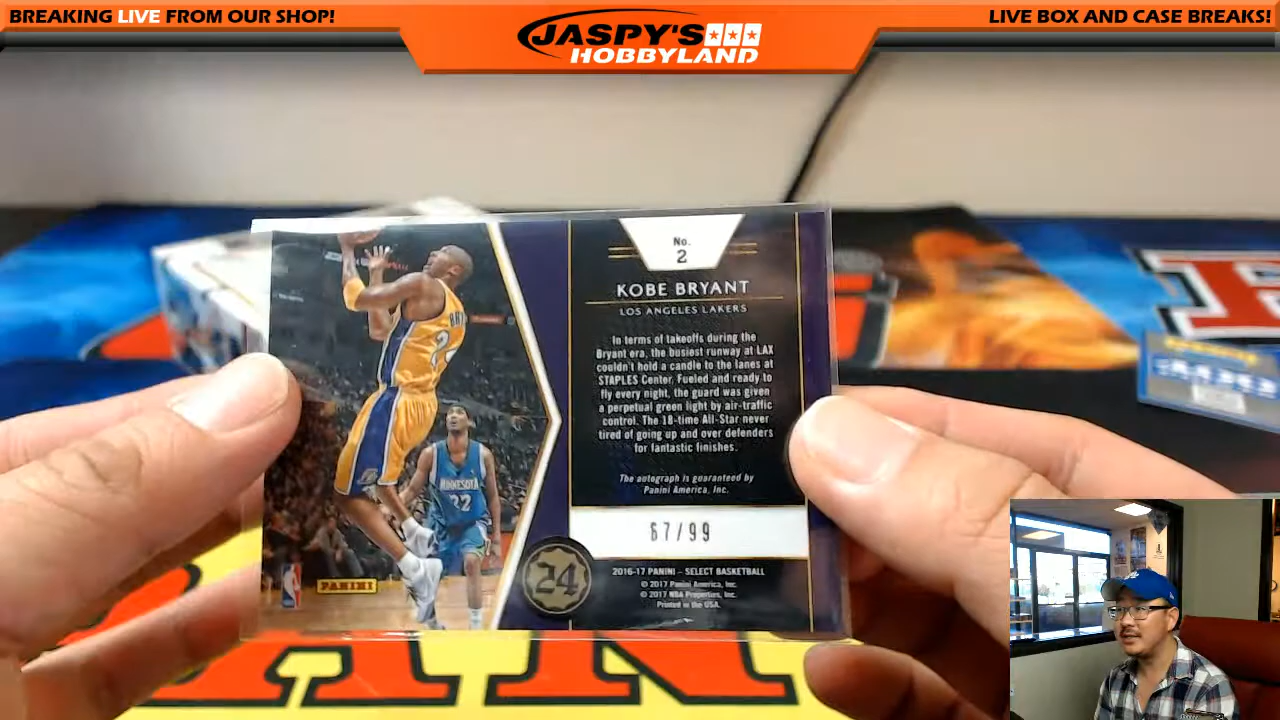 BREAKING LIVE FROM OUR SHOP!
JASPY'S
HOBBYLAND
LIVE BOX AND CASE BREAKS!
No.
2
KOBE BRYANT
LOS ANGELES LAKERS
In terms of takeoffs during the
Bryant era, the busiest runway at LAX
couldn't hold a candle to the lanes at
STAPLES Center. Fueled and ready to
fly every night, the guard was given
a perpetual green light by air-traffic
control. The 18-time All-Star never
tired of going up and over defenders
for fantastic finishes.
The autograph is guaranteed by
Panini America, Inc.
67/99
2016-17 PANINI – SELECT BASKETBALL
© 2017 Panini America, Inc.
© 2017 NBA Properties, Inc.
Printed in the USA.
MINNESOTA
22
PANINI
24